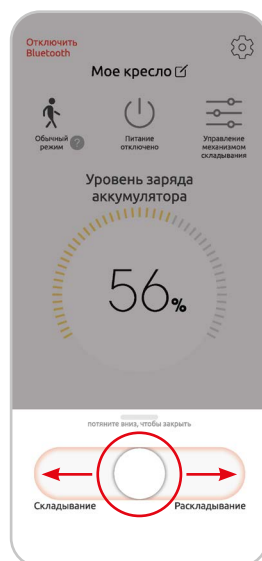 Отключить
Bluetooth
Мое кресло
Обычный
режим ?
Питание
отключено
Управление
механизмом
складывания
Уровень заряда
аккумулятора
56%
потяните вниз, чтобы закрыть
Складывание
Раскладывание